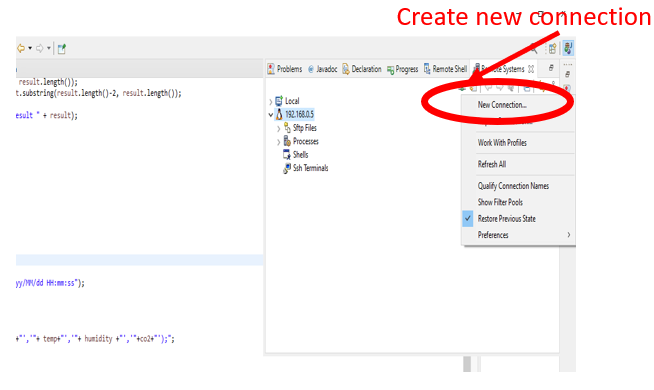 Create new connection
Problems @ Javadoc Declaration Progress Remote Shell Remote Systems
result.length());
t.substring(result.length()-2, result.length());
esult " + result);
Local
192.168.0.5
Sftp Files
Processes
Shells
Ssh Terminals
New Connection...
Work With Profiles
Refresh All
Qualify Connection Names
Show Filter Pools
Restore Previous State
Preferences
yy/MM/dd HH:mm:ss");
+"','"+ temp+"','"+ humidity +"','"+co2+"');";